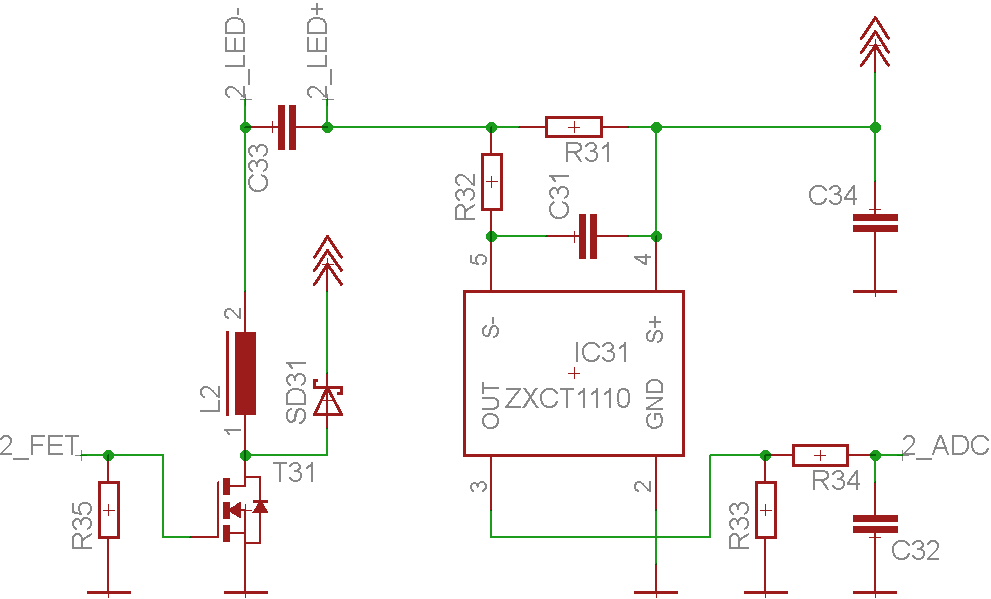 2_LED-
2_LED+
C33
R31
R32
C31
C34
5
4
S-
S+
IC31
ZXCT1110
OUT
GND
2
L2
1
SD31
2_FET
T31
R35
3
2
R33
R34
2_ADC
C32